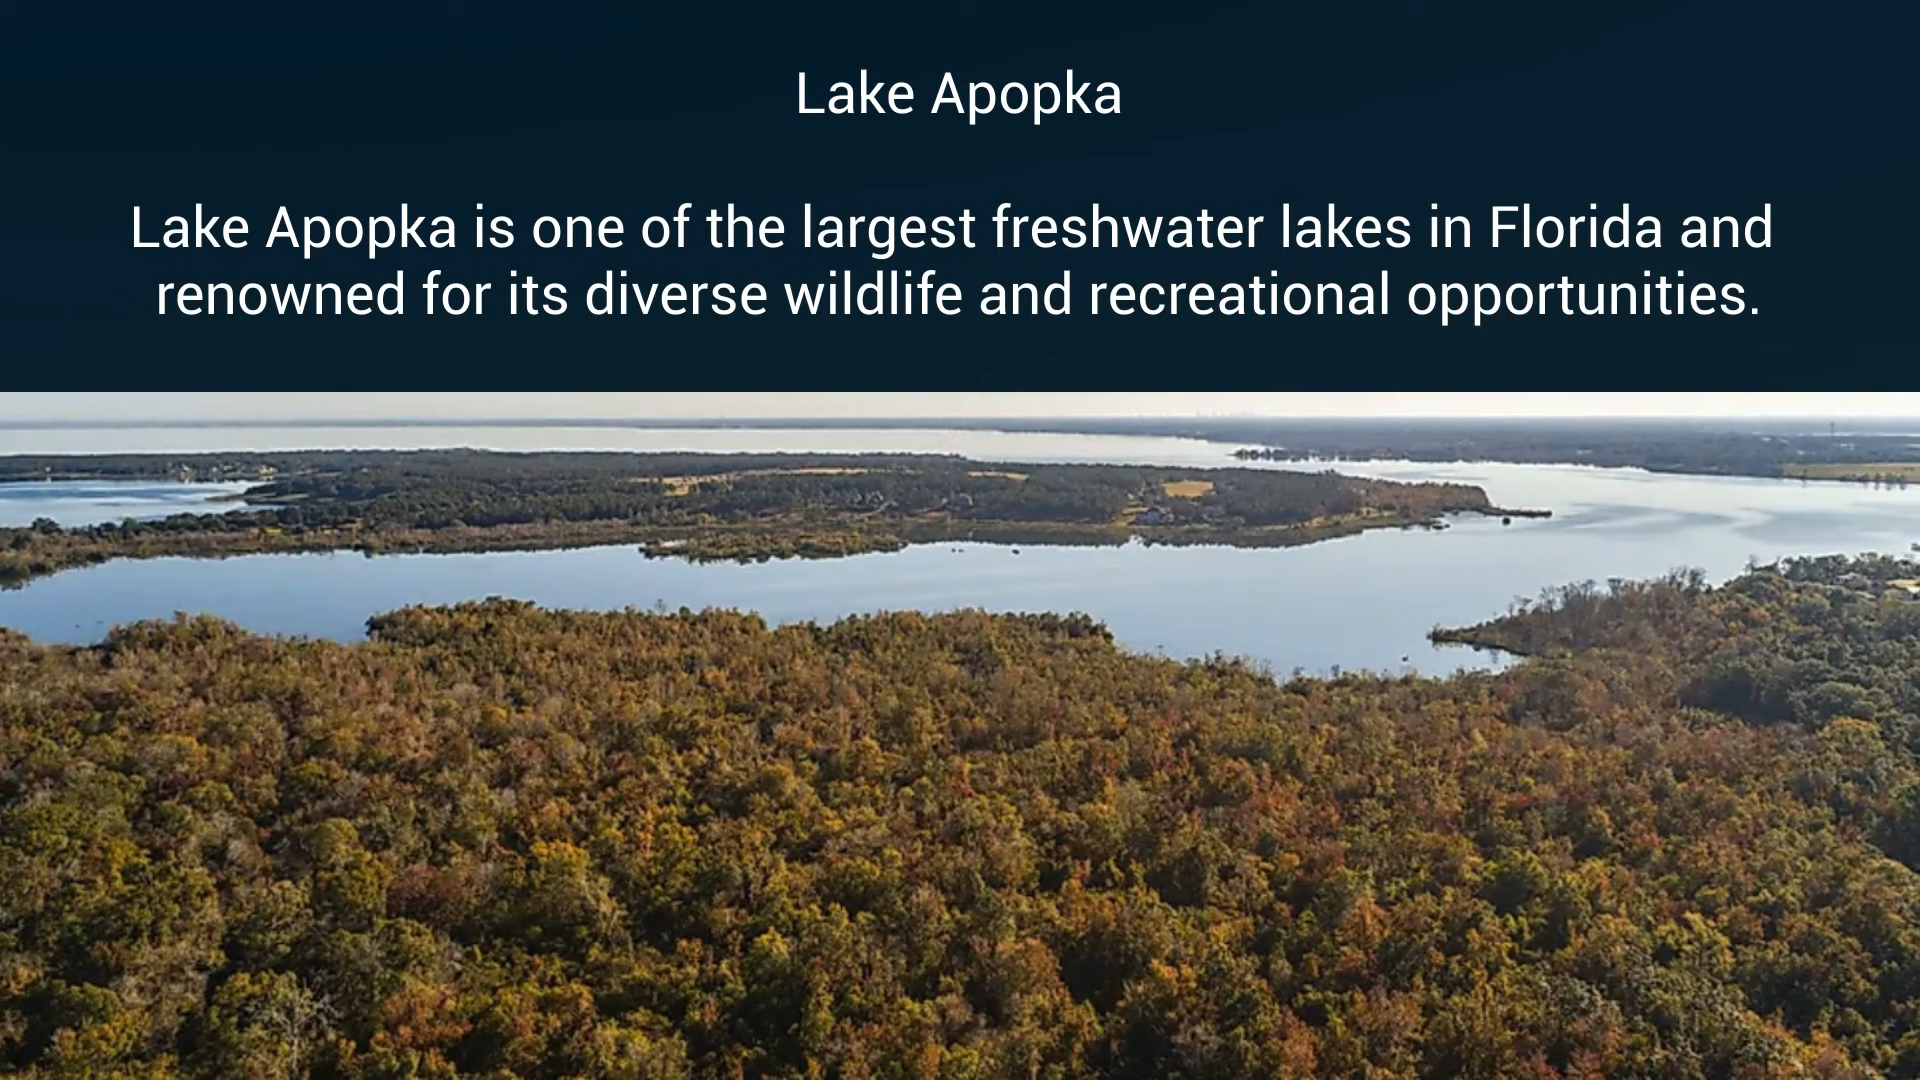 Lake Apopka
Lake Apopka is one of the largest freshwater lakes in Florida and
renowned for its diverse wildlife and recreational opportunities.